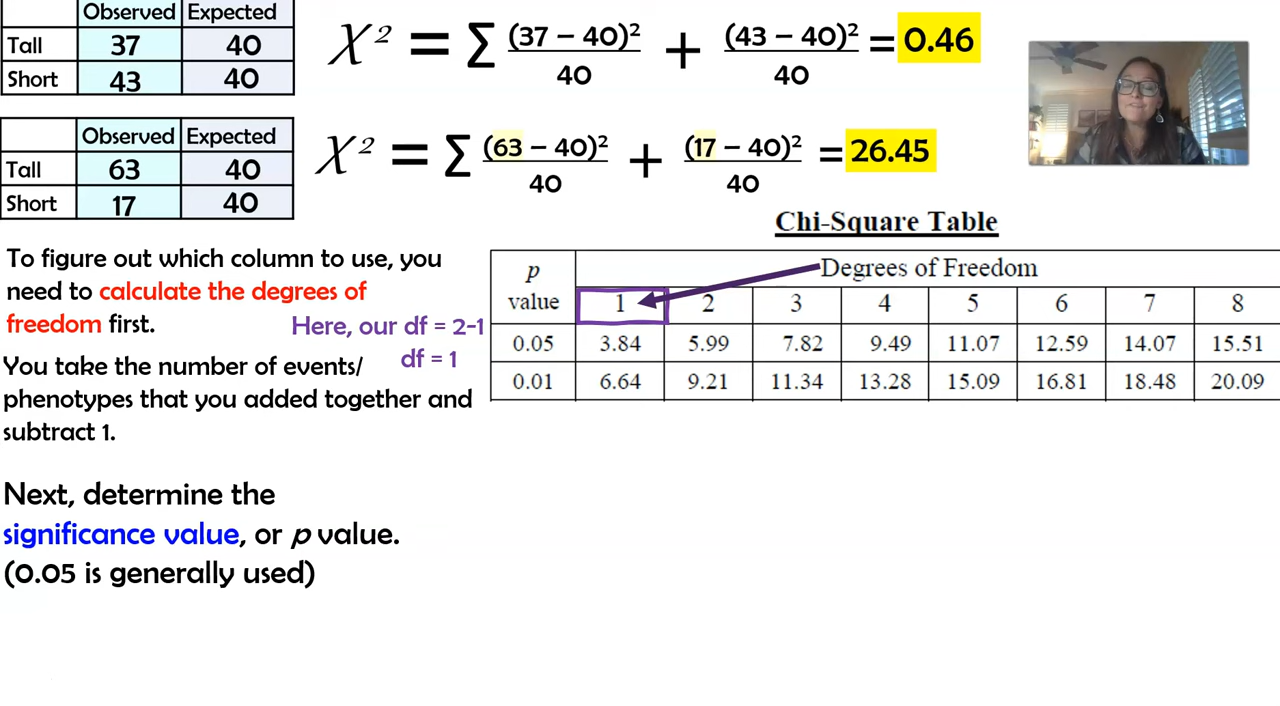 Observed Expected
Tall 37 40
Short 43 40
χ² = Σ (37 – 40)² / 40 + (43 – 40)² / 40 = 0.46
Observed Expected
Tall 63 40
Short 17 40
χ² = Σ (63 – 40)² / 40 + (17 – 40)² / 40 = 26.45
To figure out which column to use, you
need to calculate the degrees of
freedom first.
Here, our df = 2-1
df = 1
You take the number of events/
phenotypes that you added together and
subtract 1.
Next, determine the
significance value, or p value.
(0.05 is generally used)
Chi-Square Table
p value Degrees of Freedom
1 2 3 4 5 6 7 8
0.05 3.84 5.99 7.82 9.49 11.07 12.59 14.07 15.51
0.01 6.64 9.21 11.34 13.28 15.09 16.81 18.48 20.09